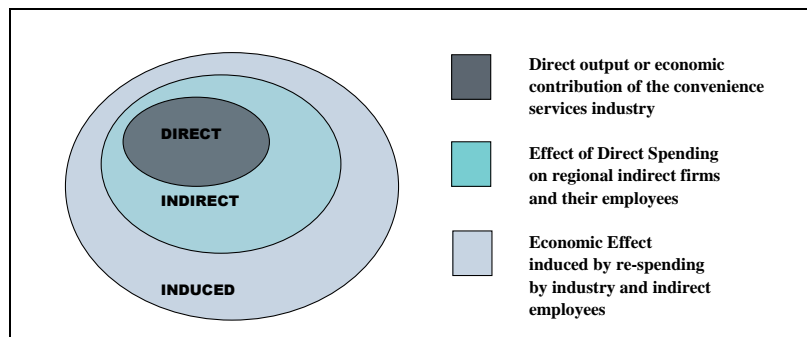 DIRECT
INDIRECT
INDUCED
Direct output or economic
contribution of the convenience
services industry
Effect of Direct Spending
on regional indirect firms
and their employees
Economic Effect
induced by re-spending
by industry and indirect
employees